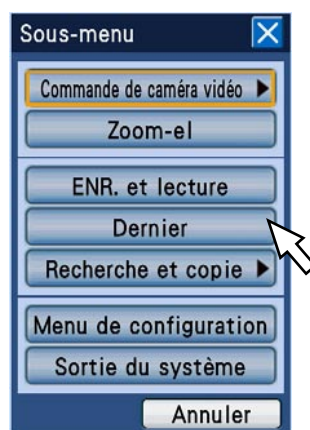 Sous-menu
Commande de caméra vidéo
Zoom-el
ENR. et lecture
Dernier
Recherche et copie
Menu de configuration
Sortie du système
Annuler